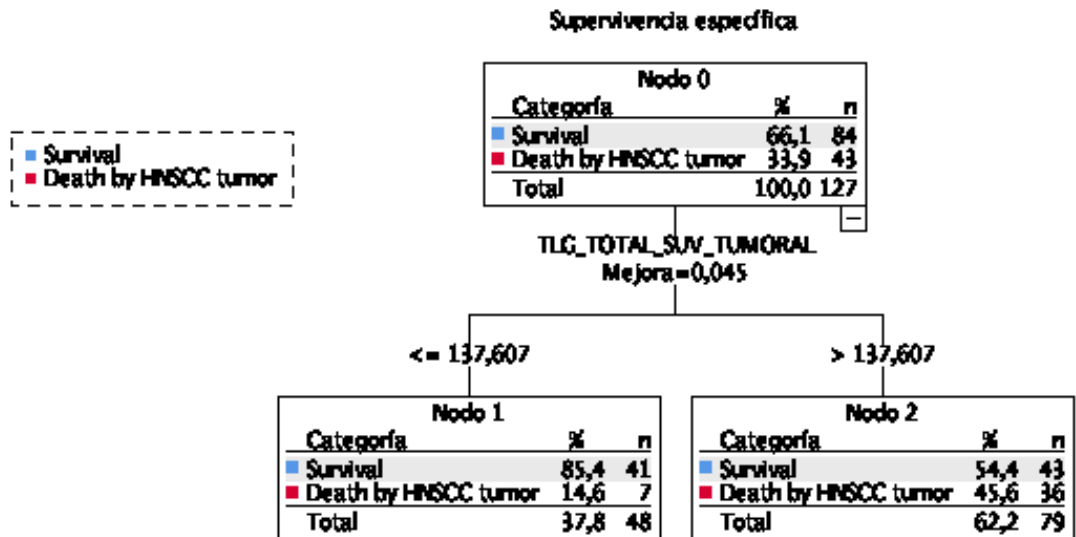 Supervivencia específica
Nodo 0
Categoría % n
Survival 66,1 84
Death by HNSCC tumor 33,9 43
Total 100,0 127
Survival
Death by HNSCC tumor
TLG_TOTAL_SUV_TUMORAL
Mejora=0,045
<= 137,607
> 137,607
Nodo 1
Categoría % n
Survival 85,4 41
Death by HNSCC tumor 14,6 7
Total 37,8 48
Nodo 2
Categoría % n
Survival 54,4 43
Death by HNSCC tumor 45,6 36
Total 62,2 79